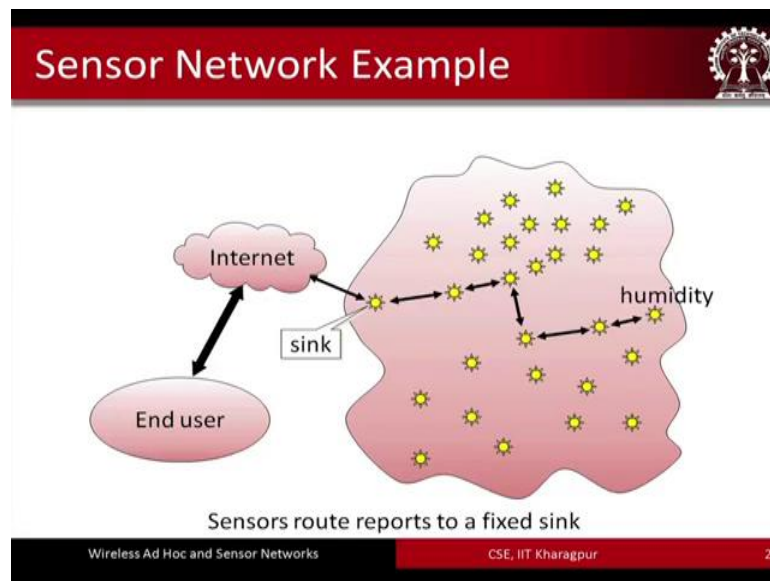 Sensor Network Example
Internet
humidity
sink
End user
Sensors route reports to a fixed sink
Wireless Ad Hoc and Sensor Networks
CSE, IIT Kharagpur